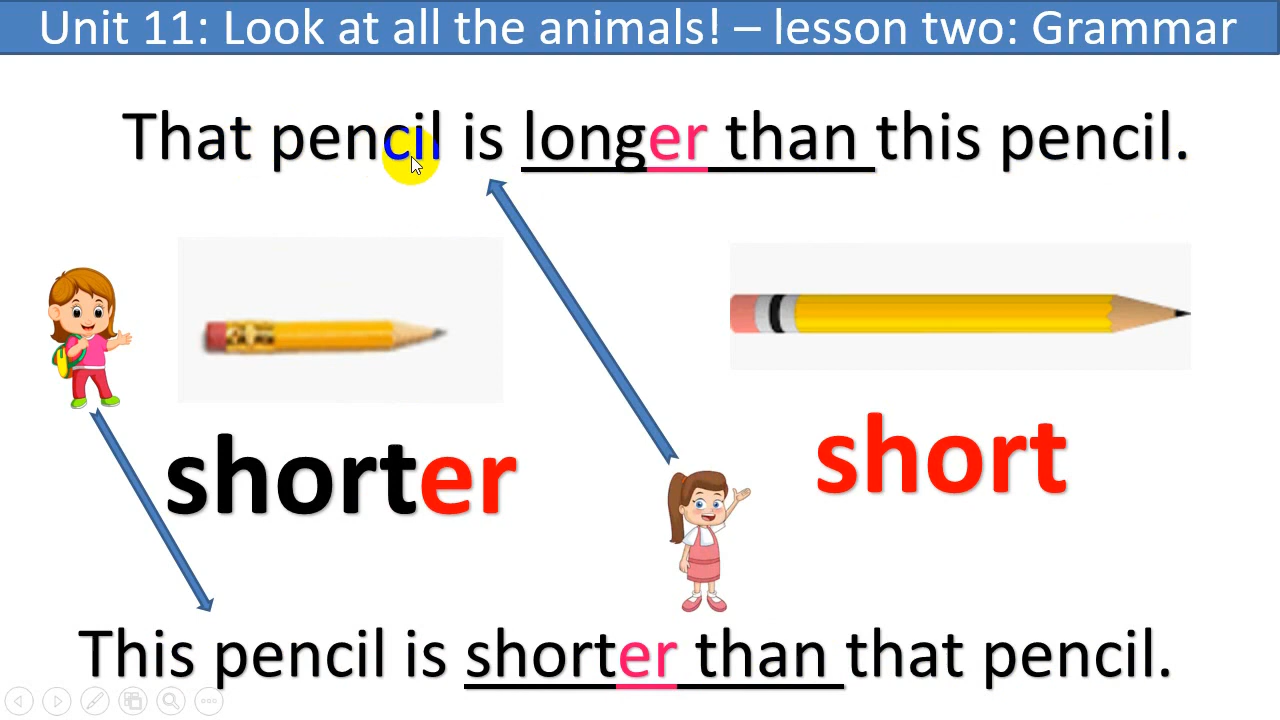 Unit 11: Look at all the animals! – lesson two: Grammar
That pencil is longer than this pencil.
shorter
short
This pencil is shorter than that pencil.